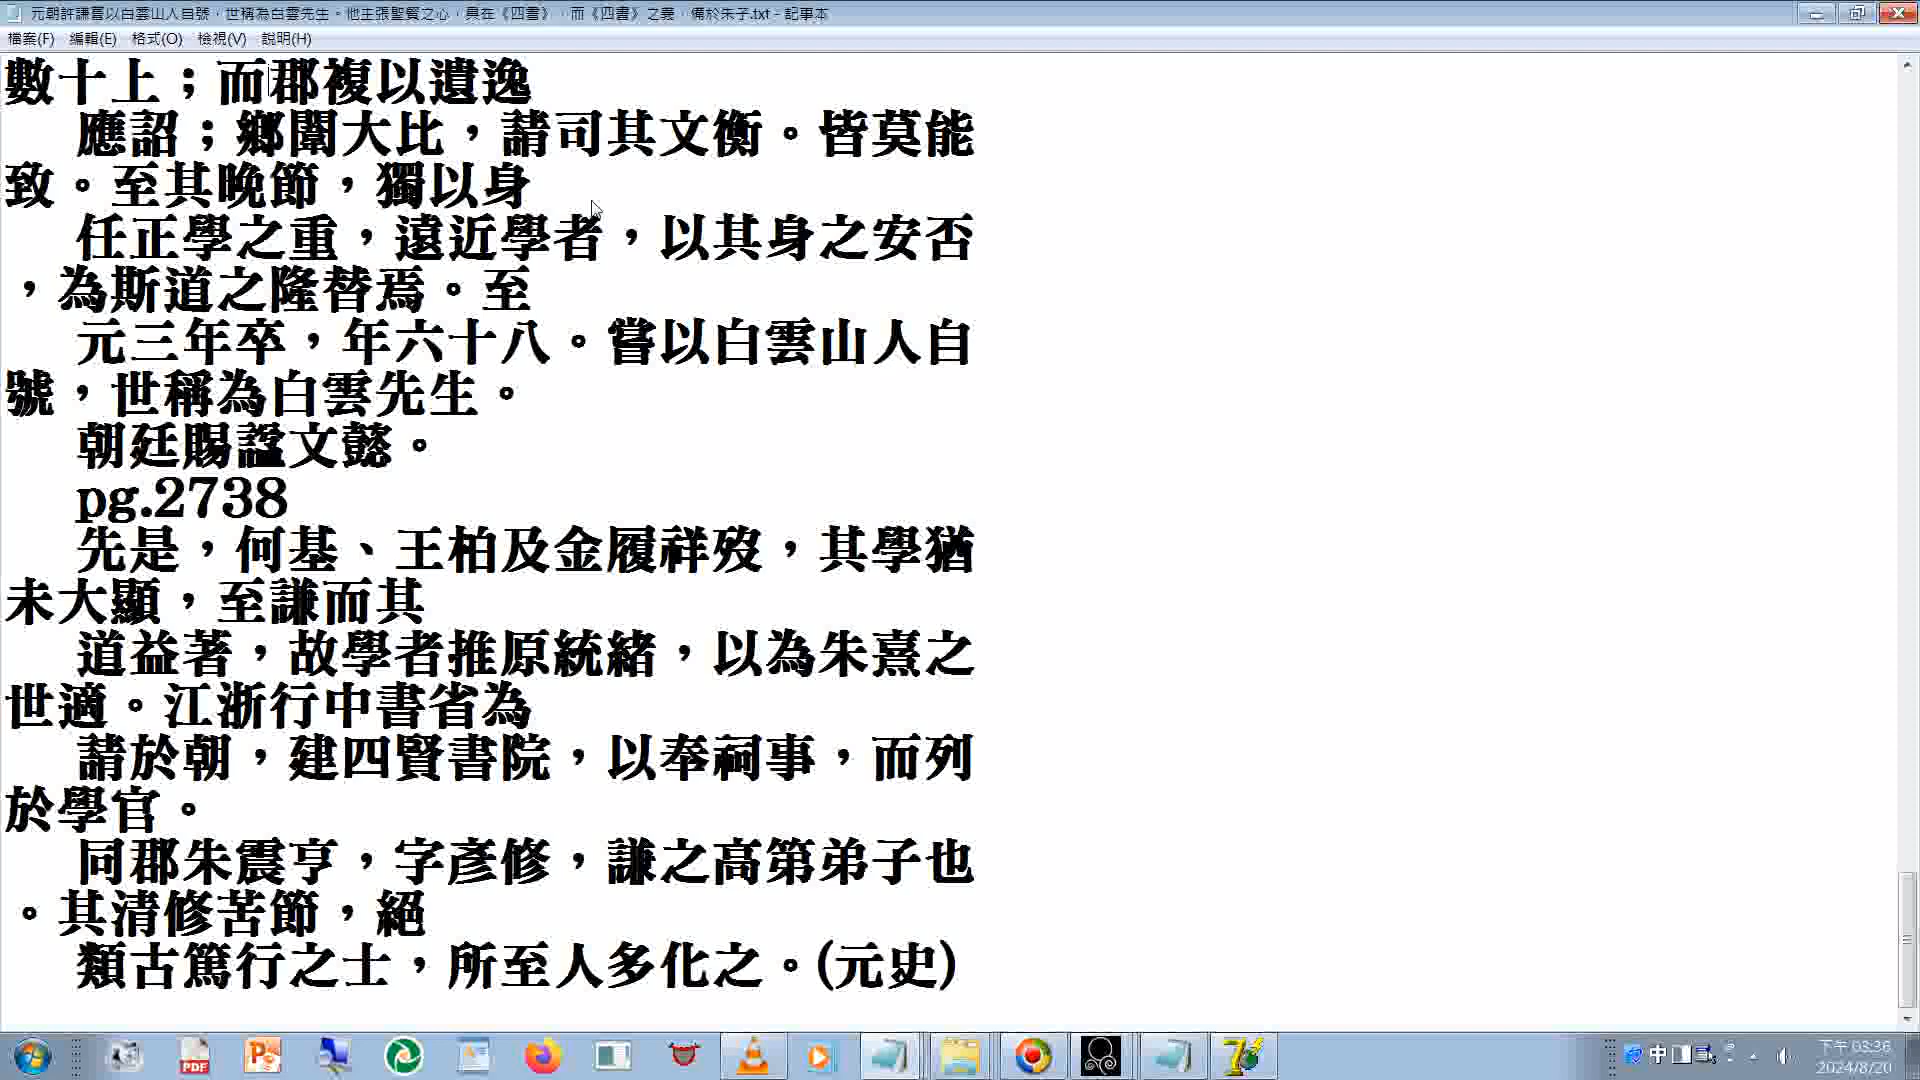 元朝許謙嘗以白雲山人自號，世稱為白雲先生。他主張聖賢之心，具在《四書》，而《四書》之義，備於朱子.txt - 記事本
檔案(F) 編輯(E) 格式(O) 檢視(V) 說明(H)
數十上；而郡複以遺逸
應詔；鄉闈大比，請司其文衡。皆莫能
致。至其晚節，獨以身
任正學之重，遠近學者，以其身之安否
，為斯道之隆替焉。至
元三年卒，年六十八。嘗以白雲山人自
號，世稱為白雲先生。
朝廷賜諡文懿。
pg.2738
先是，何基、王柏及金履祥歿，其學猶
未大顯，至謙而其
道益著，故學者推原統緒，以為朱熹之
世適。江浙行中書省為
請於朝，建四賢書院，以奉祠事，而列
於學官。
同郡朱震亨，字彥修，謙之高第弟子也
。其清修苦節，絕
類古篤行之士，所至人多化之。(元史)
PDF
中
下午 03:36
2024/8/20